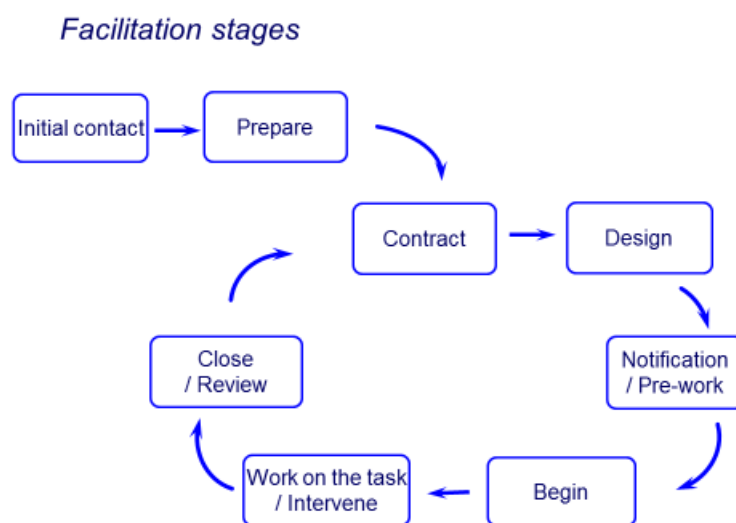 Facilitation stages
Initial contact
Prepare
Contract
Design
Notification
/ Pre-work
Begin
Work on the task
/ Intervene
Close
/ Review